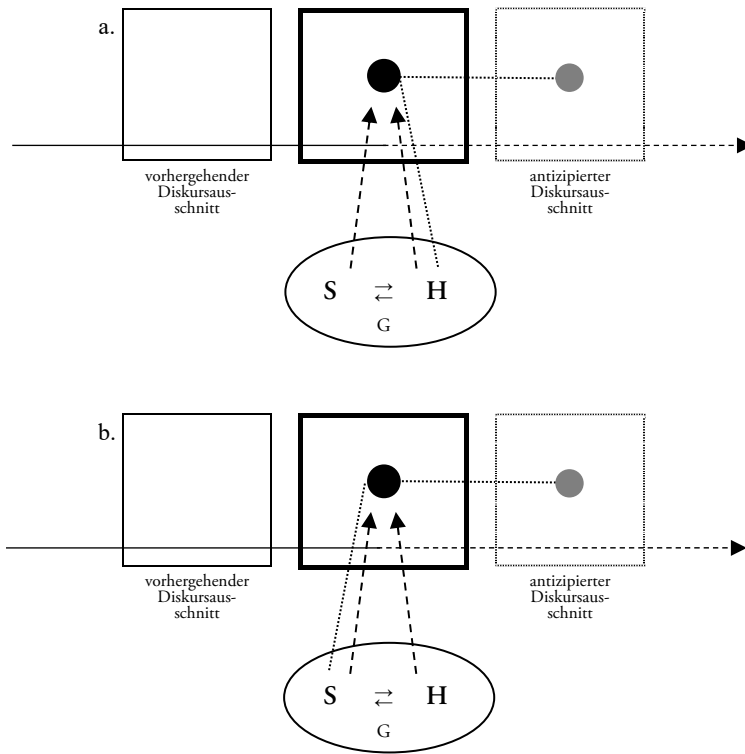 a.
vorhergehender
Diskursaus-
schnitt
antizipierter
Diskursaus-
schnitt
S ⇄ H
G
b.
vorhergehender
Diskursaus-
schnitt
antizipierter
Diskursaus-
schnitt
S ⇄ H
G